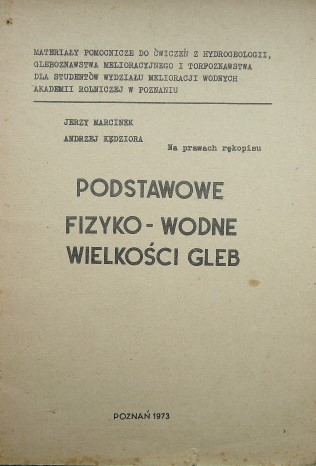 MATERIAŁY POMOCNICZE DO ĆWICZEŃ Z HYDROGEOLOGII,
GLEBOZNAWSTWA MELIORACYJNEGO I TORFOZNAWSTWA
DLA STUDENTÓW WYDZIAŁU MELIORACJI WODNYCH
AKADEMII ROLNICZEJ W POZNANIU
JERZY MARCINEK
ANDRZEJ KĘDZIORA
Na prawach rękopisu
PODSTAWOWE
FIZYKO - WODNE
WIELKOŚCI GLEB
POZNAŃ 1973